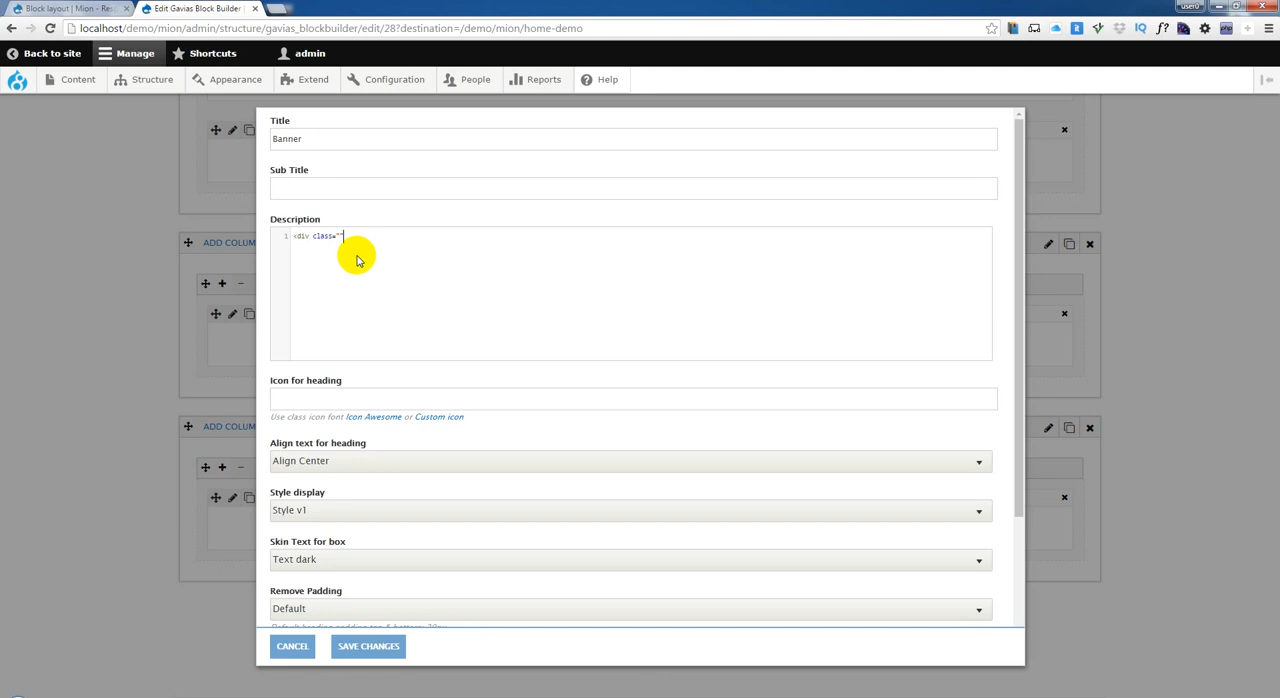 Block layout | Mion - Res
Edit Gavias Block Builder |
user0
localhost/demo/mion/admin/structure/gavias_blockbuilder/edit/28?destination=/demo/mion/home-demo
Back to site
Manage
Shortcuts
admin
Content
Structure
Appearance
Extend
Configuration
People
Reports
Help
Title
Banner
Sub Title
Description
1 <div class=""
ADD COLUM
Icon for heading
Use class icon font Icon Awesome or Custom icon
ADD COLUM
Align text for heading
Align Center
Style display
Style v1
Skin Text for box
Text dark
Remove Padding
Default
CANCEL
SAVE CHANGES